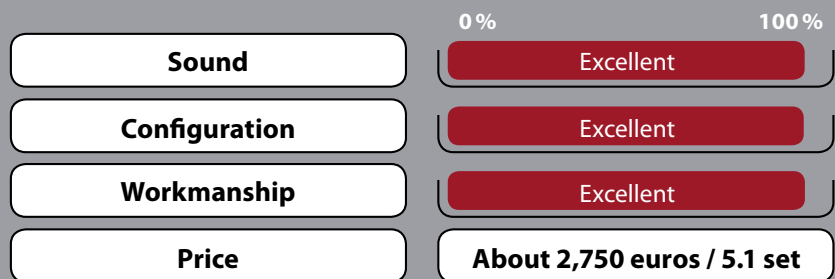 0 % 100 %
Sound Excellent
Configuration Excellent
Workmanship Excellent
Price About 2,750 euros / 5.1 set